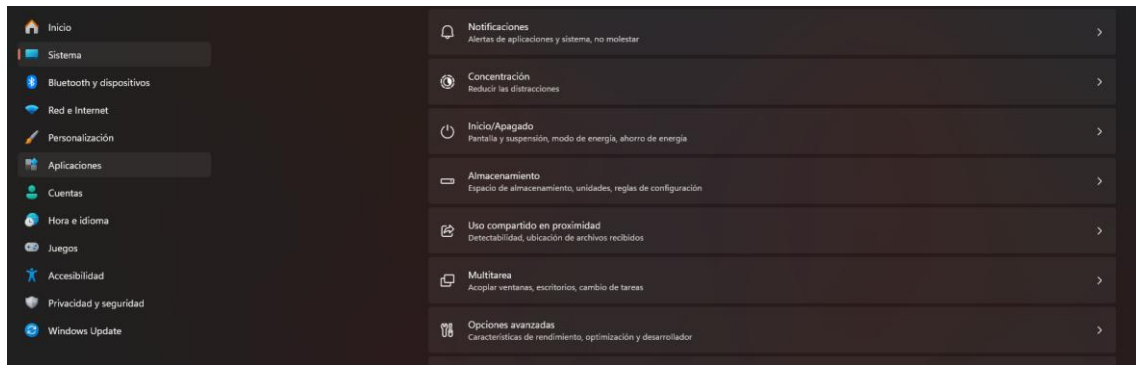 Inicio
Sistema
Bluetooth y dispositivos
Red e Internet
Personalización
Aplicaciones
Cuentas
Hora e idioma
Juegos
Accesibilidad
Privacidad y seguridad
Windows Update
Notificaciones
Alertas de aplicaciones y sistema, no molestar
Concentración
Reducir las distracciones
Inicio/Apagado
Pantalla y suspensión, modo de energía, ahorro de energía
Almacenamiento
Espacio de almacenamiento, unidades, reglas de configuración
Uso compartido en proximidad
Detectabilidad, ubicación de archivos recibidos
Multitarea
Acoplar ventanas, escritorios, cambio de tareas
Opciones avanzadas
Características de rendimiento, optimización y desarrollador